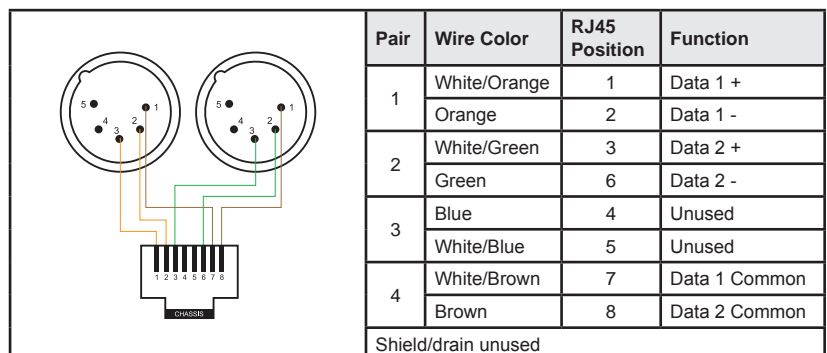 5
4
3
2
1
5
4
3
2
1
1 2 3 4 5 6 7 8
CHASSIS
Pair Wire Color RJ45 Position Function
1 White/Orange 1 Data 1 +
Orange 2 Data 1 -
2 White/Green 3 Data 2 +
Green 6 Data 2 -
3 Blue 4 Unused
White/Blue 5 Unused
4 White/Brown 7 Data 1 Common
Brown 8 Data 2 Common
Shield/drain unused